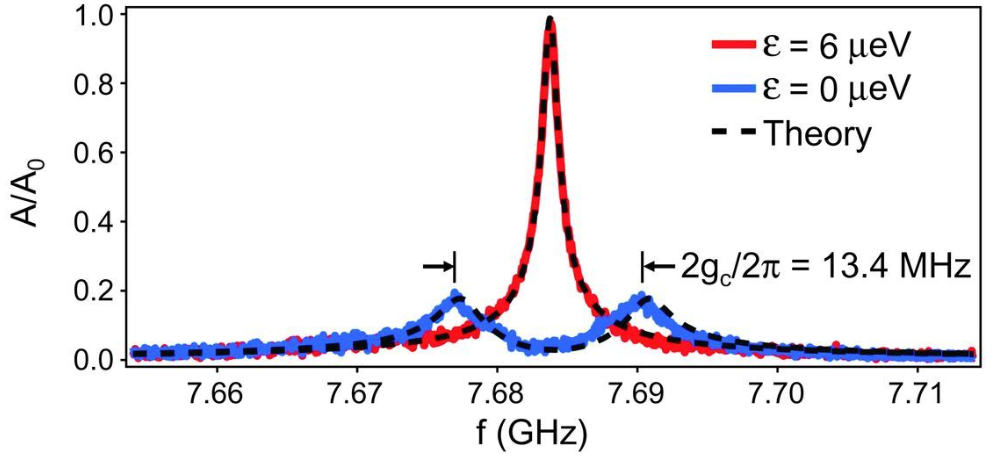 1.0
0.8
0.6
0.4
0.2
0.0
A/A₀
ε = 6 μeV
ε = 0 μeV
Theory
2g_c/2π = 13.4 MHz
7.66 7.67 7.68 7.69 7.70 7.71
f (GHz)